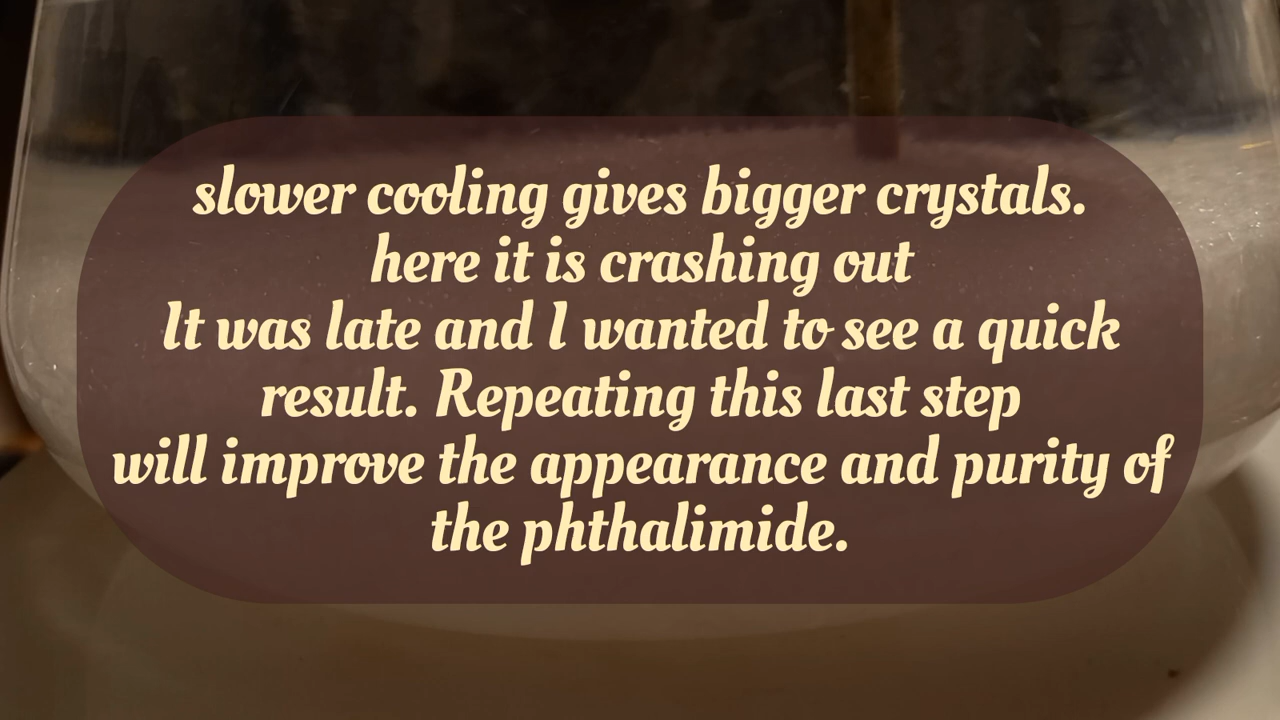 slower cooling gives bigger crystals.
here it is crashing out
It was late and I wanted to see a quick
result. Repeating this last step
will improve the appearance and purity of
the phthalimide.